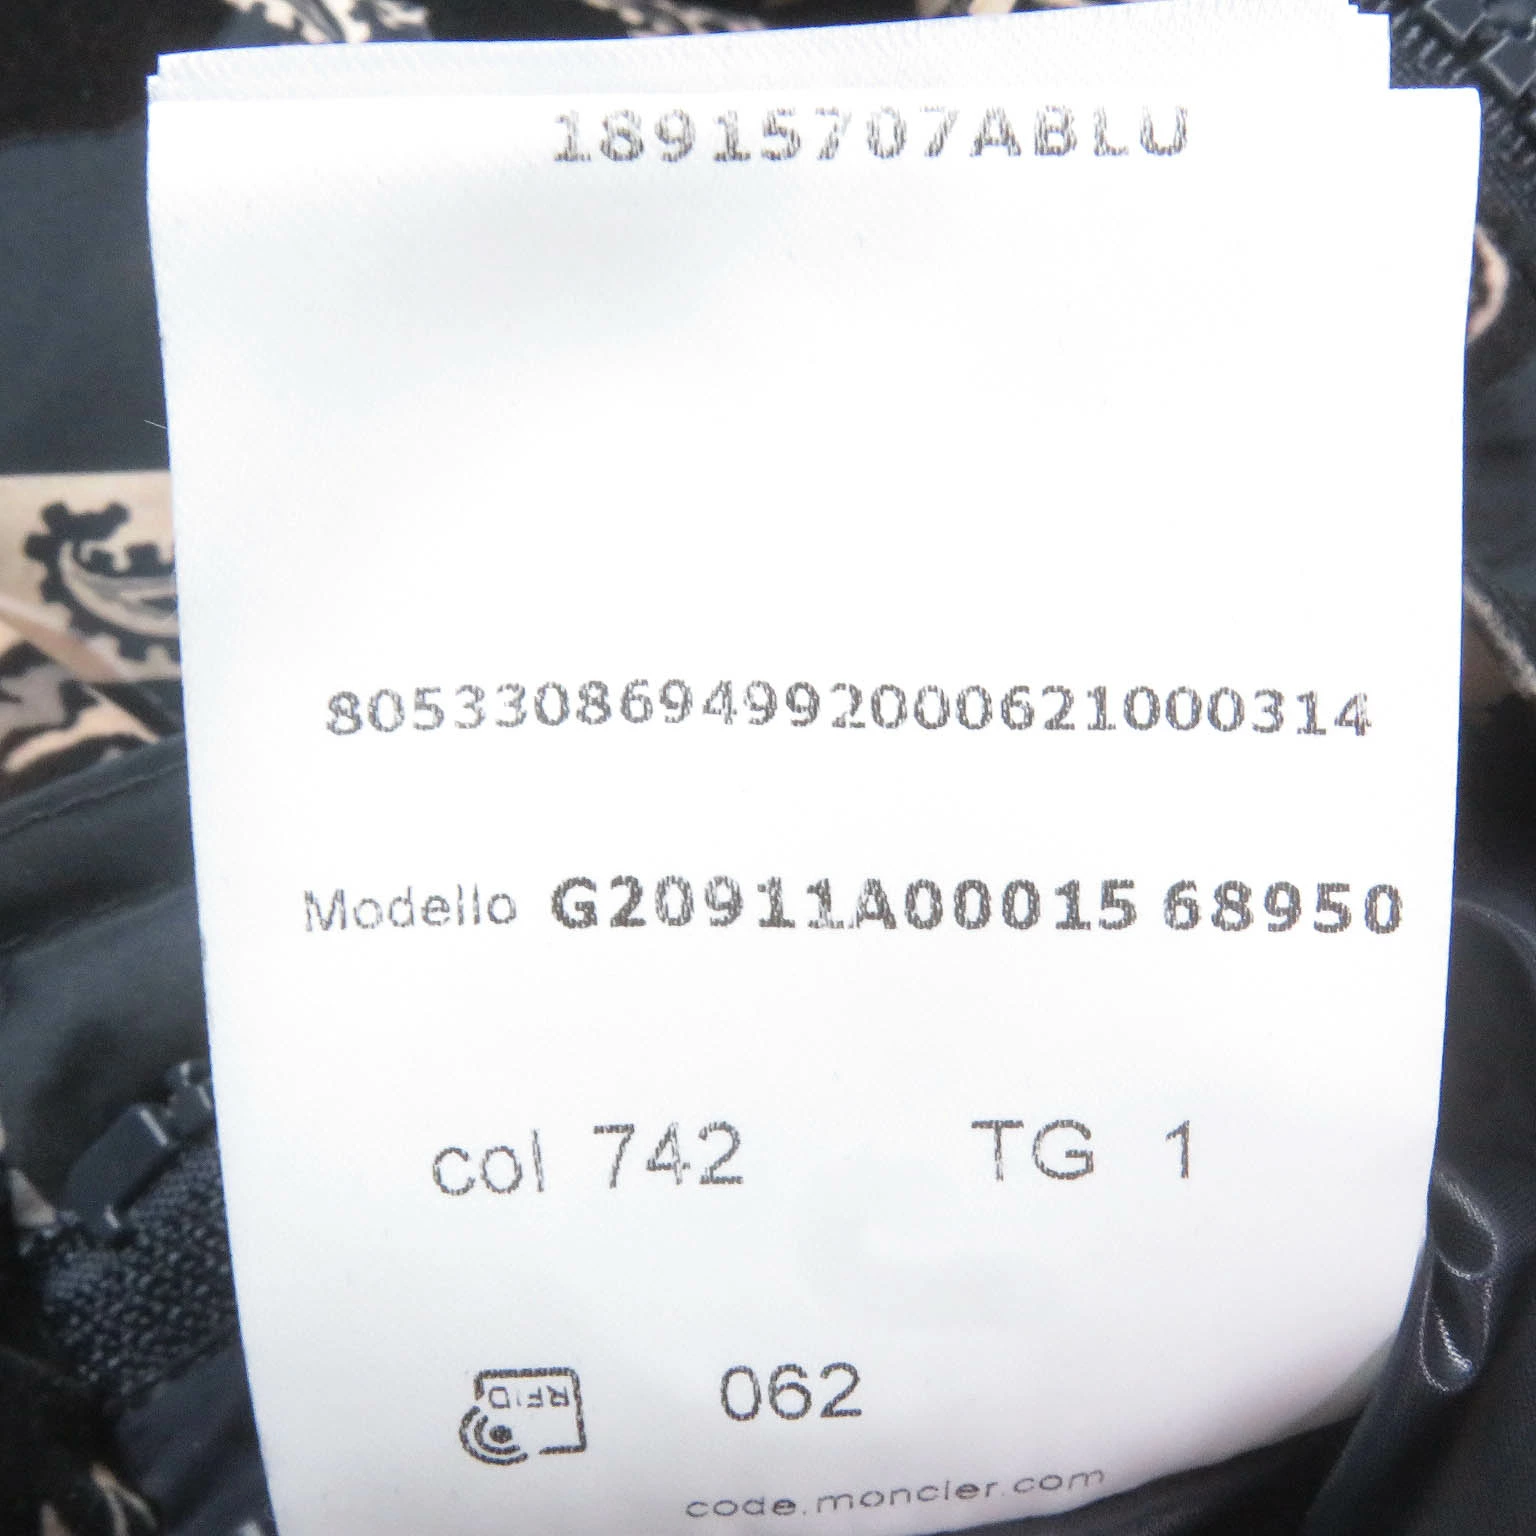 18915707ABLU
8053308694992000621000314
Modello G20911A00015 68950
col 742 TG 1
RFID
062
code.moncler.com